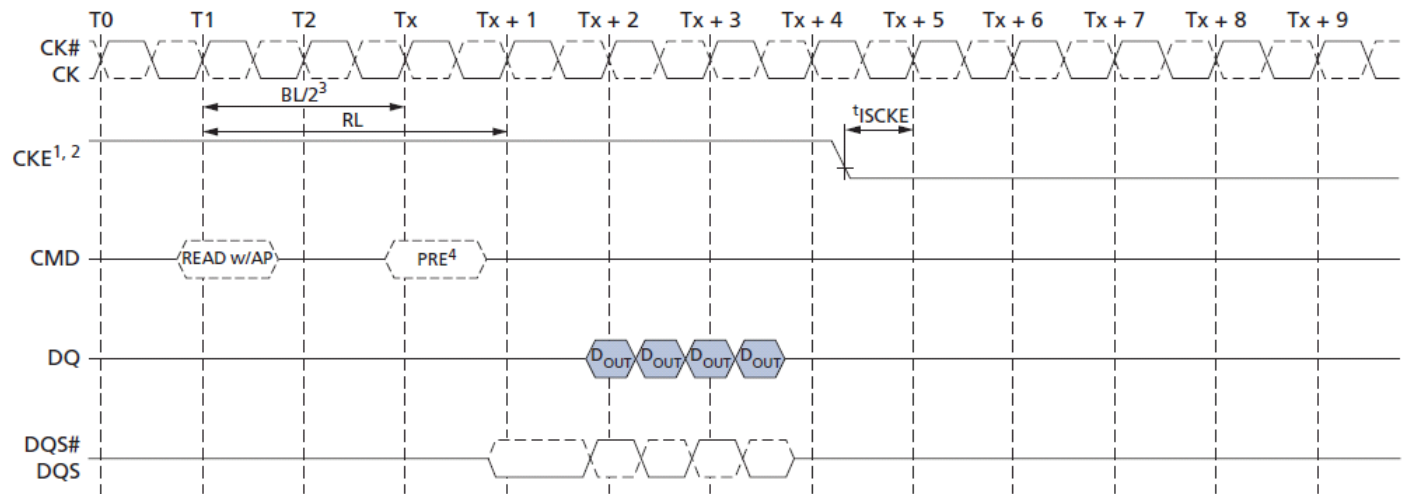 T0 T1 T2 Tx Tx + 1 Tx + 2 Tx + 3 Tx + 4 Tx + 5 Tx + 6 Tx + 7 Tx + 8 Tx + 9
CK#
CK
BL/2³
RL
tISCKE
CKE1, 2
CMD READ w/AP PRE⁴
DQ DOUT DOUT DOUT DOUT
DQS#
DQS